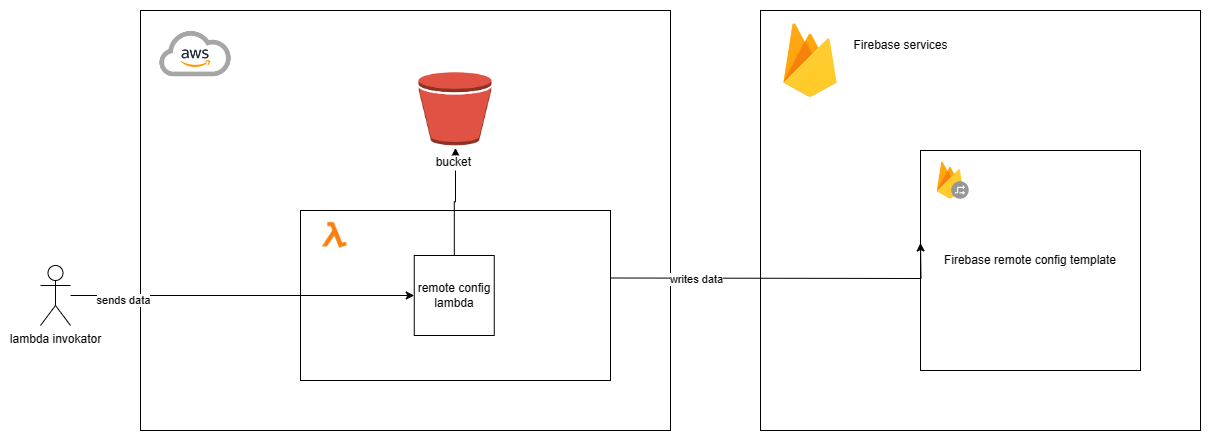 aws
Firebase services
bucket
remote config
lambda
Firebase remote config template
writes data
sends data
lambda invokator